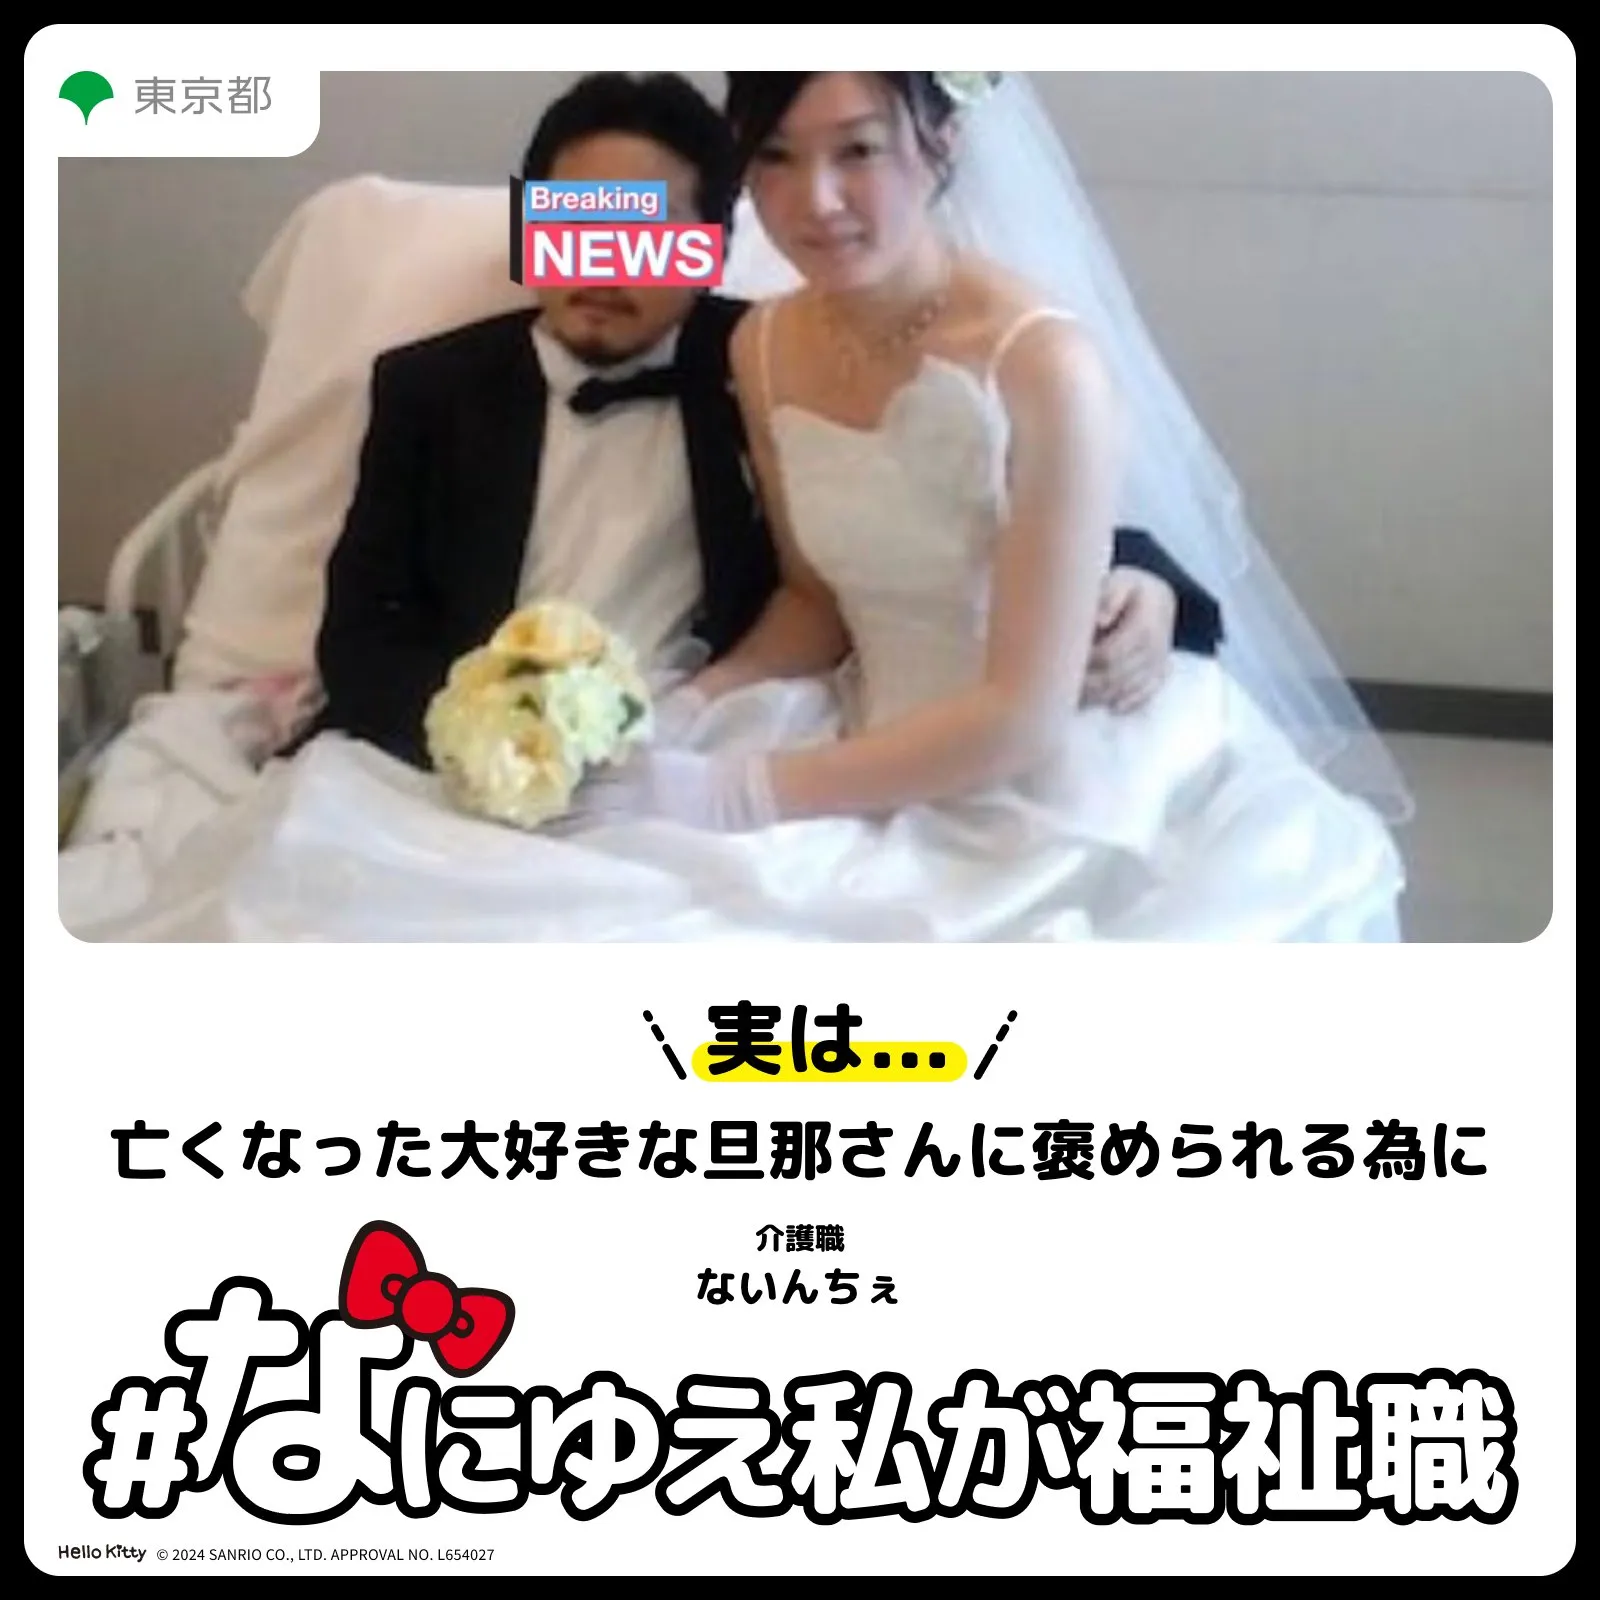 東京都
Breaking
NEWS
実は…
亡くなった大好きな旦那さんに褒められる為に
介護職
ないんちぇ
#なにゆえ私が福祉職
Hello Kitty © 2024 SANRIO CO., LTD. APPROVAL NO. L654027